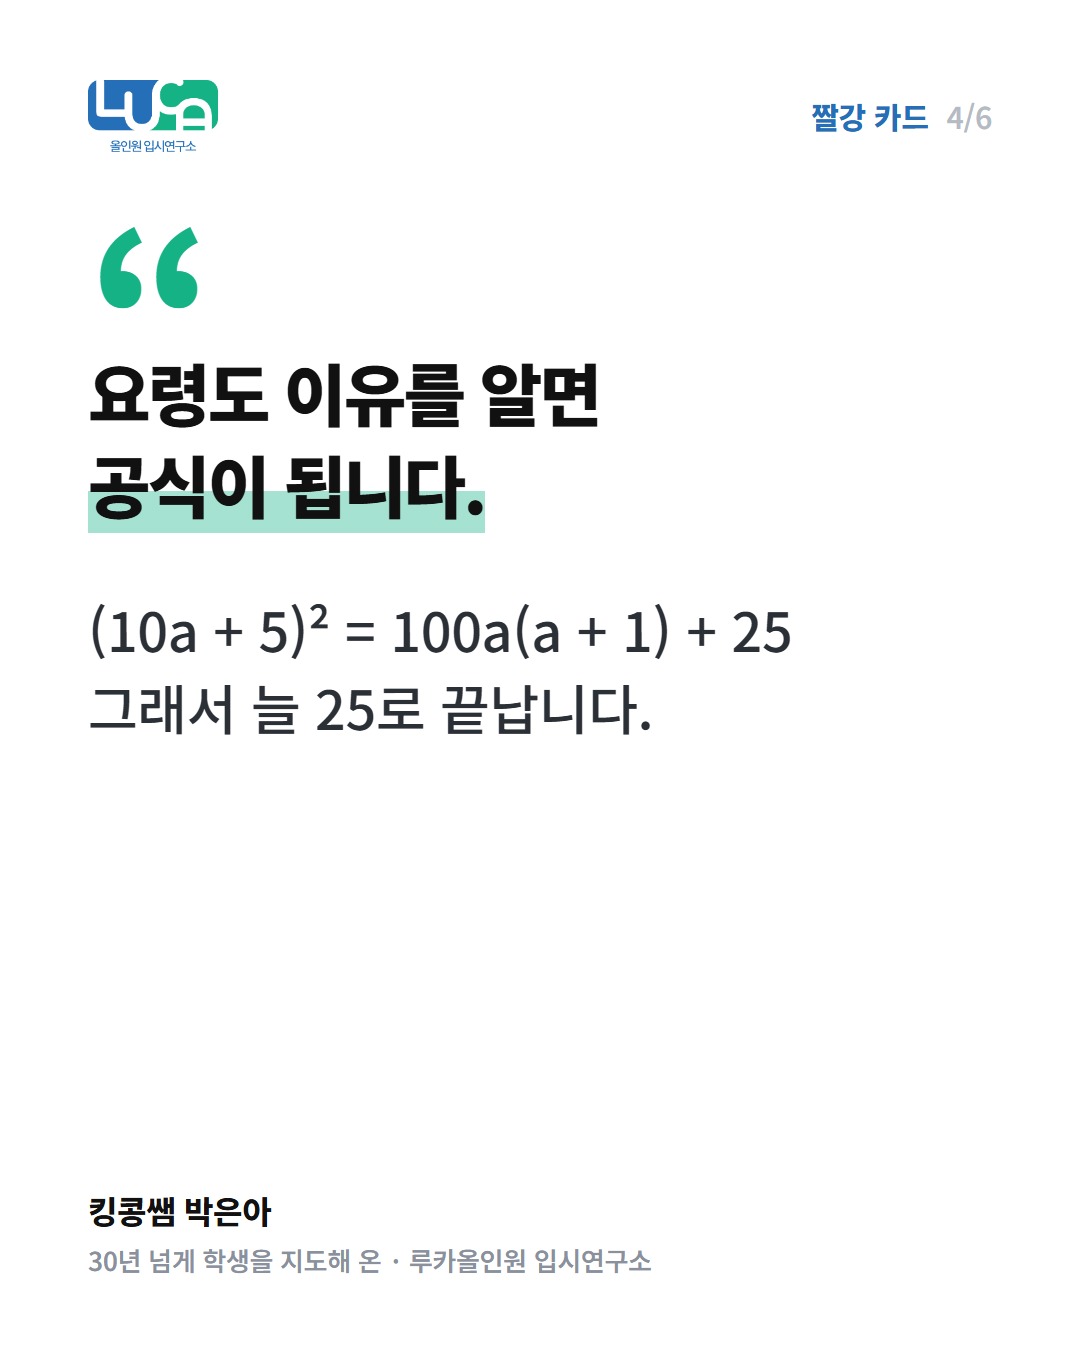 LUCA
올인원 입시연구소
짤강 카드 4/6
“
요령도 이유를 알면
공식이 됩니다.
(10a + 5)² = 100a(a + 1) + 25
그래서 늘 25로 끝납니다.
킹콩쌤 박은아
30년 넘게 학생을 지도해 온 · 루카올인원 입시연구소